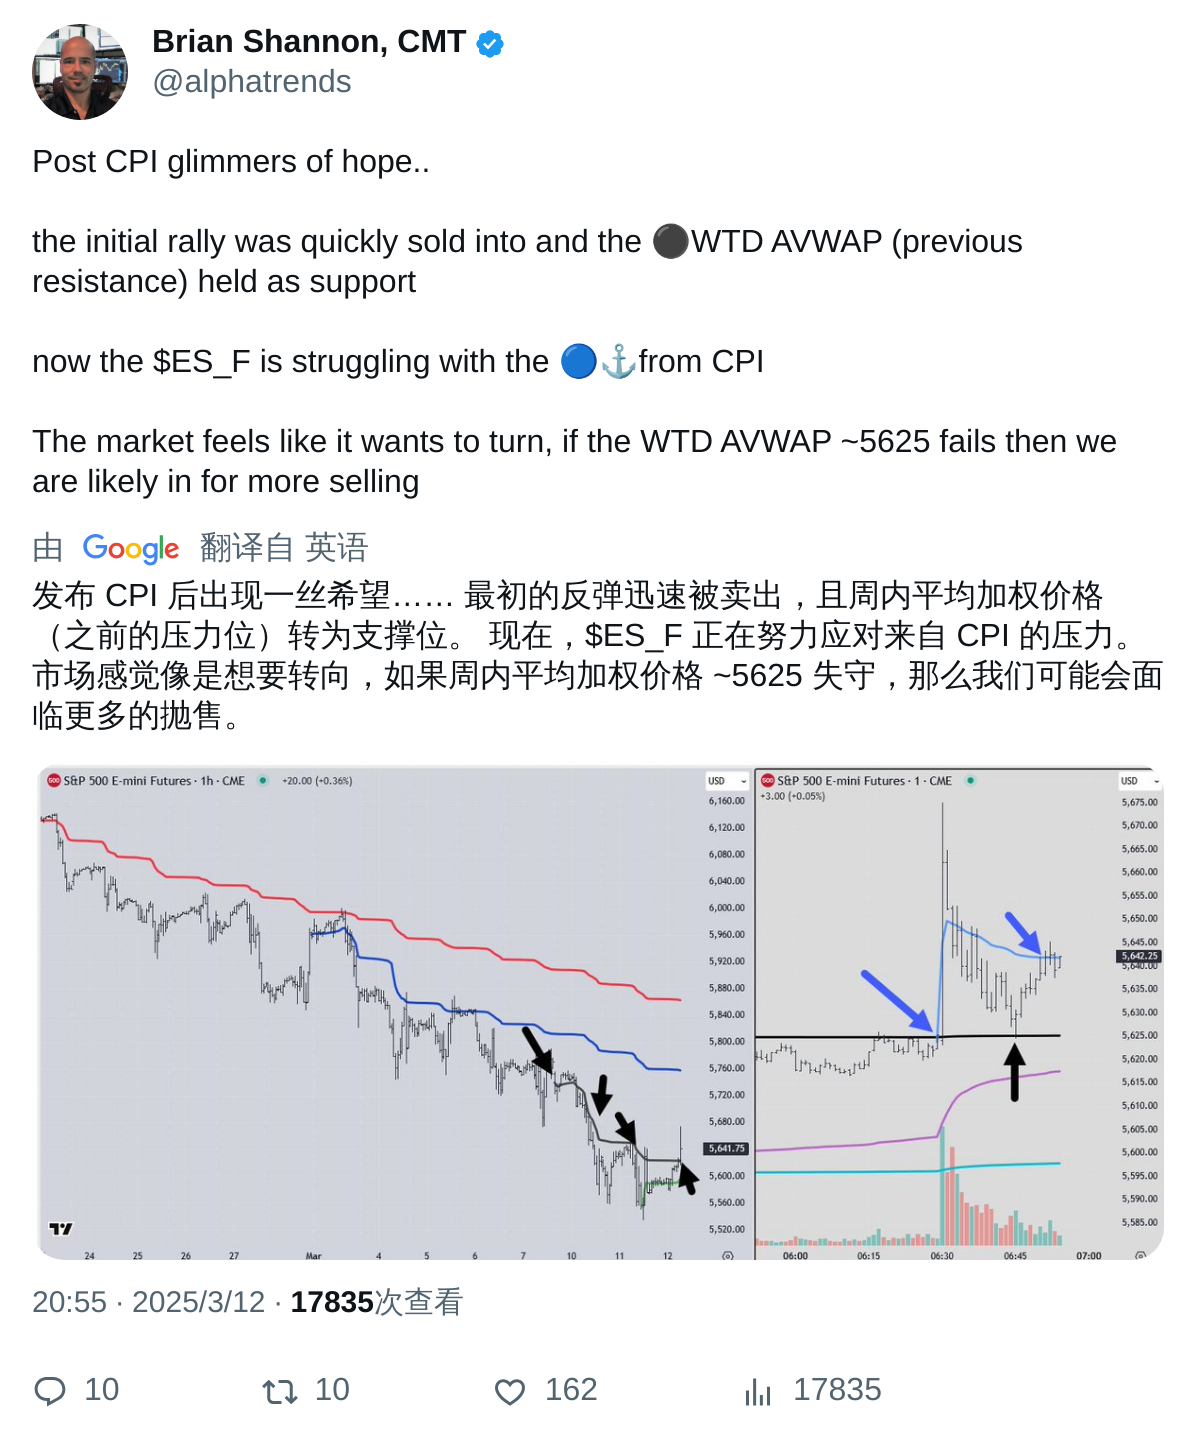 Brian Shannon, CMT
@alphatrends
Post CPI glimmers of hope..
the initial rally was quickly sold into and the ⚫WTD AVWAP (previous
resistance) held as support
now the $ES_F is struggling with the 🔵⚓from CPI
The market feels like it wants to turn, if the WTD AVWAP ~5625 fails then we
are likely in for more selling
由 Google 翻译自 英语
发布 CPI 后出现一丝希望…… 最初的反弹迅速被卖出，且周内平均加权价格
（之前的压力位）转为支撑位。 现在，$ES_F 正在努力应对来自 CPI 的压力。
市场感觉像是想要转向，如果周内平均加权价格 ~5625 失守，那么我们可能会面
临更多的抛售。
500 S&P 500 E-mini Futures · 1h · CME +20.00 (+0.36%) USD
6,160.00
6,120.00
6,080.00
6,040.00
6,000.00
5,960.00
5,920.00
5,880.00
5,840.00
5,800.00
5,760.00
5,720.00
5,680.00
5,641.75
5,600.00
5,560.00
5,520.00
24 25 26 27 Mar 4 5 6 7 10 11 12
500 S&P 500 E-mini Futures · 1 · CME USD
+3.00 (+0.05%)
5,675.00
5,670.00
5,665.00
5,660.00
5,655.00
5,650.00
5,645.00
5,642.25
5,640.00
5,635.00
5,630.00
5,625.00
5,620.00
5,615.00
5,610.00
5,605.00
5,600.00
5,595.00
5,590.00
5,585.00
06:00 06:15 06:30 06:45 07:00
20:55 · 2025/3/12 · 17835次查看
10 10 162 17835